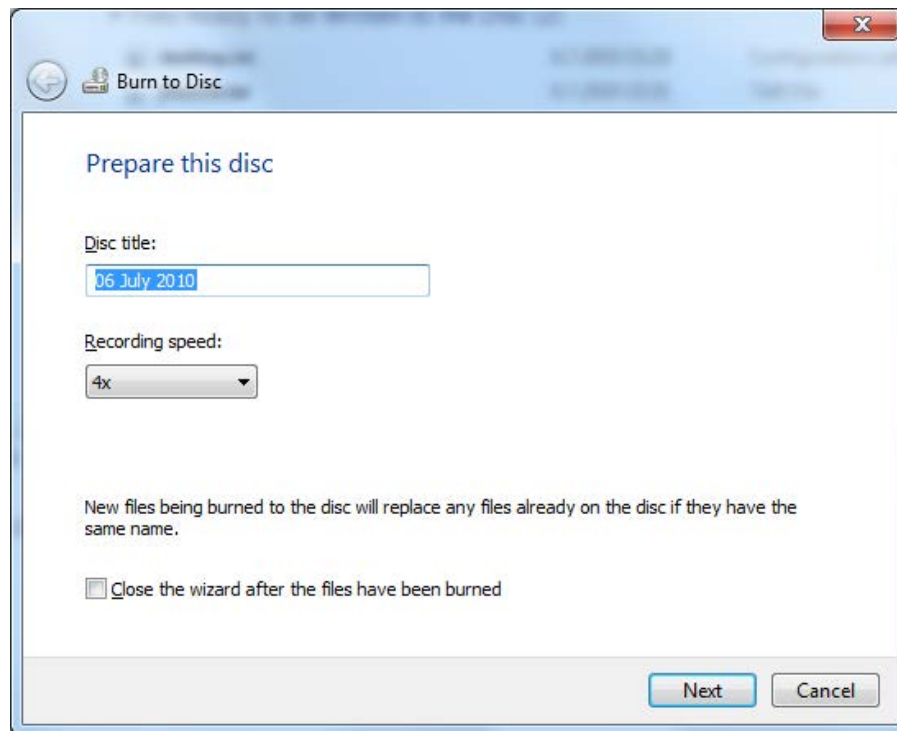 Burn to Disc
Prepare this disc
Disc title:
06 July 2010
Recording speed:
4x
New files being burned to the disc will replace any files already on the disc if they have the
same name.
Close the wizard after the files have been burned
Next
Cancel